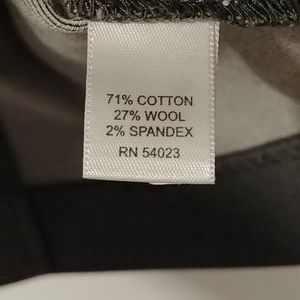 71% COTTON
27% WOOL
2% SPANDEX
RN 54023